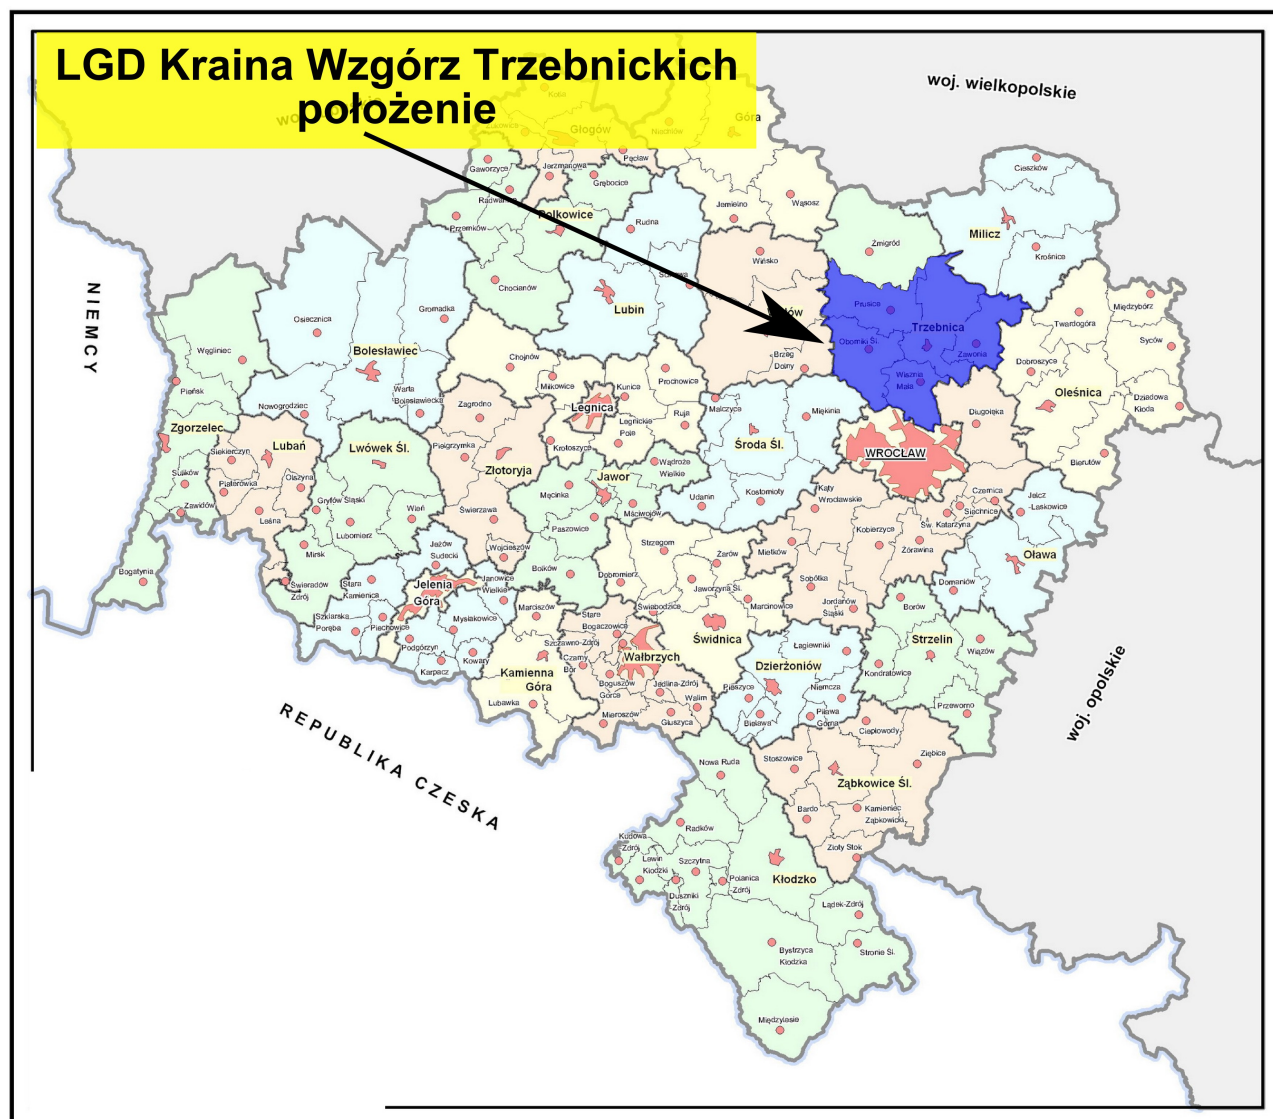 LGD Kraina Wzgórz Trzebnickich
położenie
woj. wielkopolskie
Głogów
Góra
Pęcław
Gaworzyce
Jerzmanowa
Grębocice
Cieszków
Jemielno
Wąsosz
Przemków
Polkowice
Rudna
Milicz
Żmigród
Krośnice
Wińsko
NIEMCY
Chocianów
Osiecznica
Gromadka
Lubin
Prusice
Trzebnica
Międzybórz
Twardogóra
Węgliniec
Bolesławiec
Chojnów
Oborniki Śl.
Zawonia
Syców
Brzeg
Dolny
Dobroszyce
Pieńsk
Miłkowice
Kunice
Prochowice
Wisznia
Mała
Oleśnica
Nowogrodziec
Warta
Bolesławiecka
Zagrodno
Legnica
Malczyce
Miękinia
Długołęka
Dziadowa
Kłoda
Zgorzelec
Legnickie
Pole
Ruja
Siekierczyn
Lubań
Lwówek Śl.
Pielgrzymka
Krotoszyce
Środa Śl.
WROCŁAW
Złotoryja
Bierutów
Sulików
Platerówka
Olszyna
Jawor
Wądroże
Wielkie
Kąty
Wrocławskie
Czernica
Jelcz
Laskowice
Zawidów
Gryfów Śląski
Męcinka
Udanin
Kostomłoty
Siechnice
Leśna
Wleń
Świerzawa
Mściwojów
Św. Katarzyna
Lubomierz
Paszowice
Kobierzyce
Żórawina
Mirsk
Jeżów
Sudecki
Wojcieszów
Strzegom
Mietków
Oława
Bogatynia
Żarów
Świeradów
Zdrój
Stara
Kamienica
Jelenia
Góra
Janowice
Wielkie
Bolków
Dobromierz
Jaworzyna Śl.
Sobótka
Domaniów
Szklarska
Poręba
Piechowice
Mysłakowice
Marciszów
Stare
Bogaczowice
Świebodzice
Marcinowice
Jordanów
Śląski
Borów
Podgórzyn
Szczawno-Zdrój
Świdnica
Strzelin
Wiązów
Karpacz
Kowary
Czarny
Bór
Wałbrzych
Łagiewniki
Kamienna
Góra
Boguszów
Gorce
Jedlina-Zdrój
Dzierżoniów
Kondratowice
Lubawka
Walim
Pieszyce
Niemcza
Przeworno
Mieroszów
Głuszyca
Bielawa
Piława
Górna
woj. opolskie
REPUBLIKA CZESKA
Ciepłowody
Nowa Ruda
Stoszowice
Ziębice
Ząbkowice Śl.
Bardo
Kamieniec
Ząbkowicki
Radków
Kudowa
-Zdrój
Złoty Stok
Lewin
Kłodzki
Szczytna
Polanica
-Zdrój
Kłodzko
Duszniki
Zdrój
Lądek-Zdrój
Bystrzyca
Kłodzka
Stronie Śl.
Międzylesie